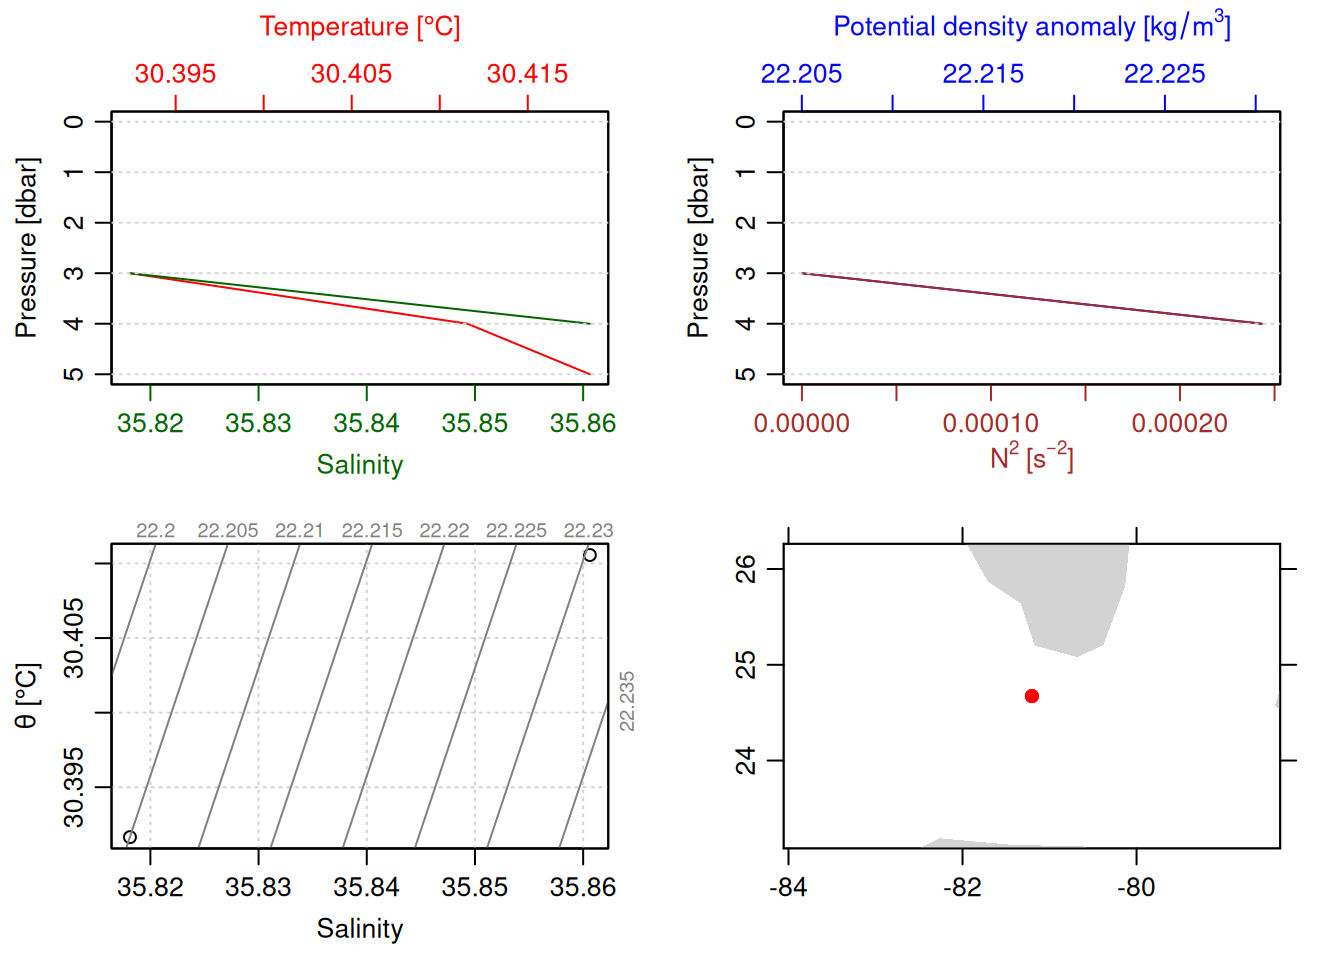 Temperature [°C]
30.395 30.405 30.415
0
1
2
3
4
5
Pressure [dbar]
35.82 35.83 35.84 35.85 35.86
Salinity
Potential density anomaly [kg/m³]
22.205 22.215 22.225
0
1
2
3
4
5
Pressure [dbar]
0.00000 0.00010 0.00020
N² [s⁻²]
22.2 22.205 22.21 22.215 22.22 22.225 22.23
22.235
30.405
30.395
θ [°C]
35.82 35.83 35.84 35.85 35.86
Salinity
26
25
24
-84 -82 -80